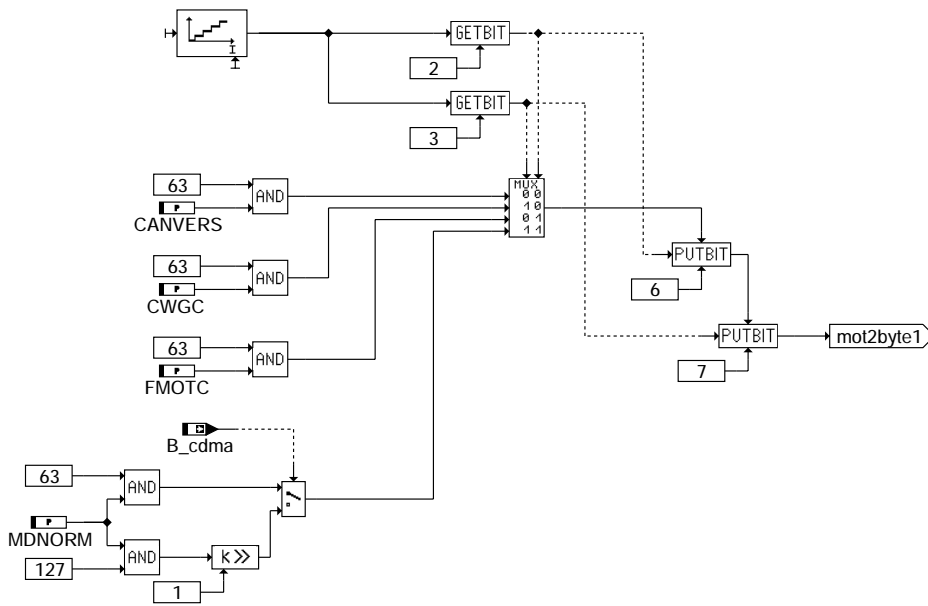 I
GETBIT
2
GETBIT
3
MUX
0 0
1 0
0 1
1 1
63
AND
P
CANVERS
63
AND
P
CWGC
63
AND
P
FMOTC
PUTBIT
6
PUTBIT
mot2byte1
7
B_cdma
63
AND
P
MDNORM
AND
127
k>>
1